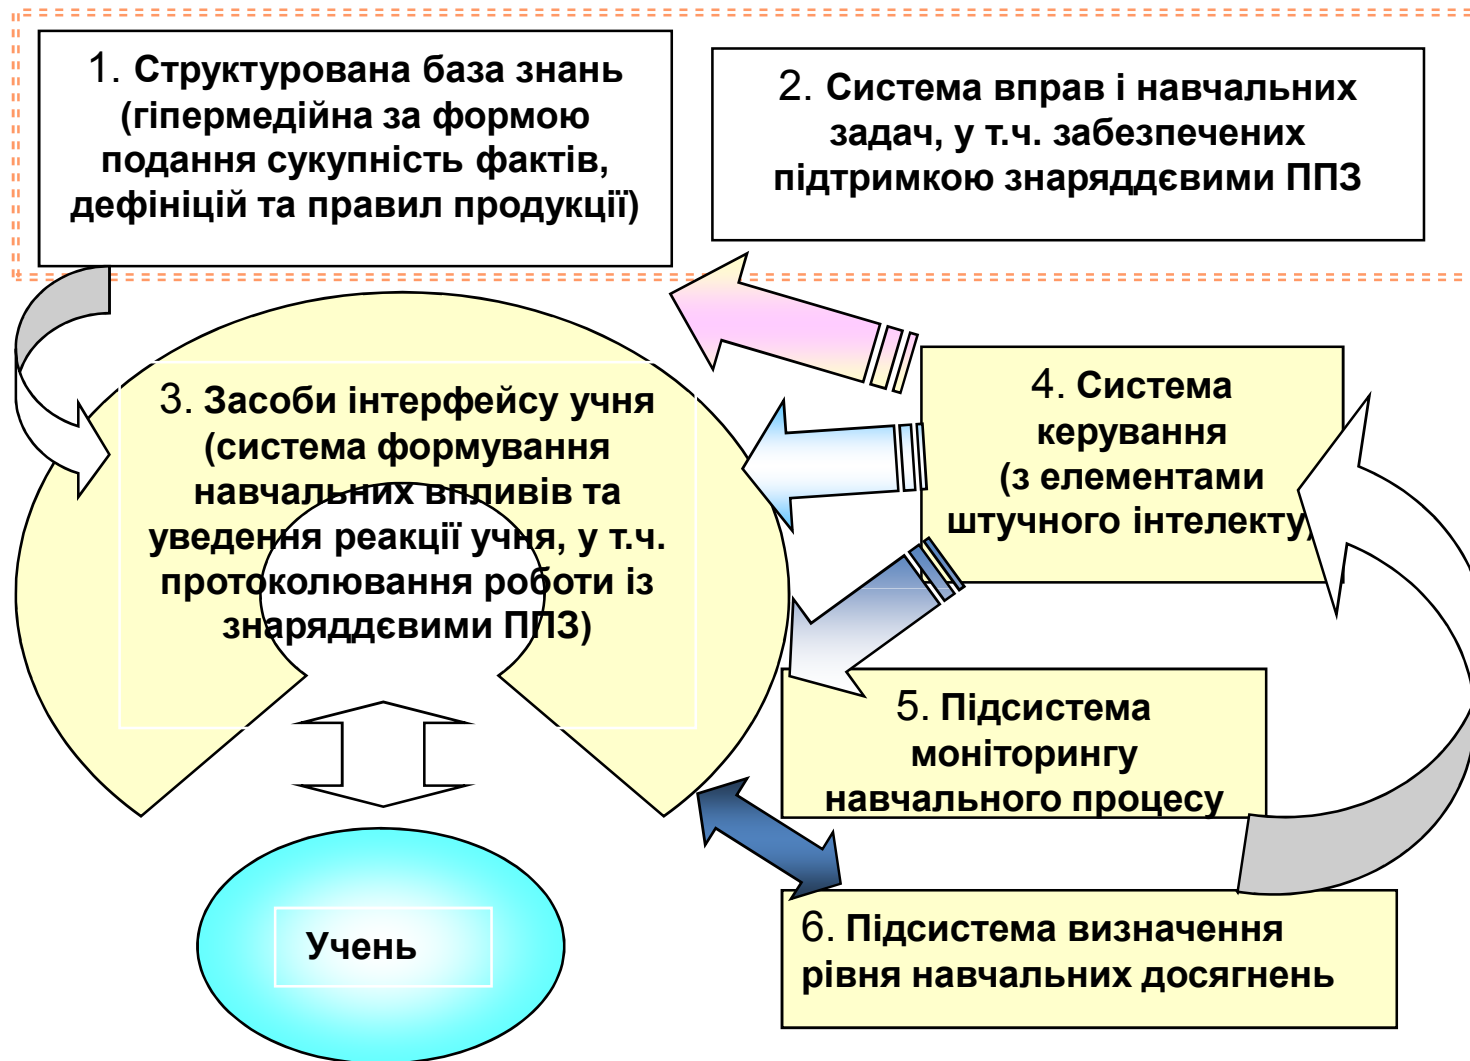 1. Структурована база знань
(гіпермедійна за формою
подання сукупність фактів,
дефініцій та правил продукції)
2. Система вправ і навчальних
задач, у т.ч. забезпечених
підтримкою знаряддєвими ППЗ
3. Засоби інтерфейсу учня
(система формування
навчальних впливів та
уведення реакції учня, у т.ч.
протоколювання роботи із
знаряддєвими ППЗ)
4. Система
керування
(з елементами
штучного інтелекту)
5. Підсистема
моніторингу
навчального процесу
6. Підсистема визначення
рівня навчальних досягнень
Учень